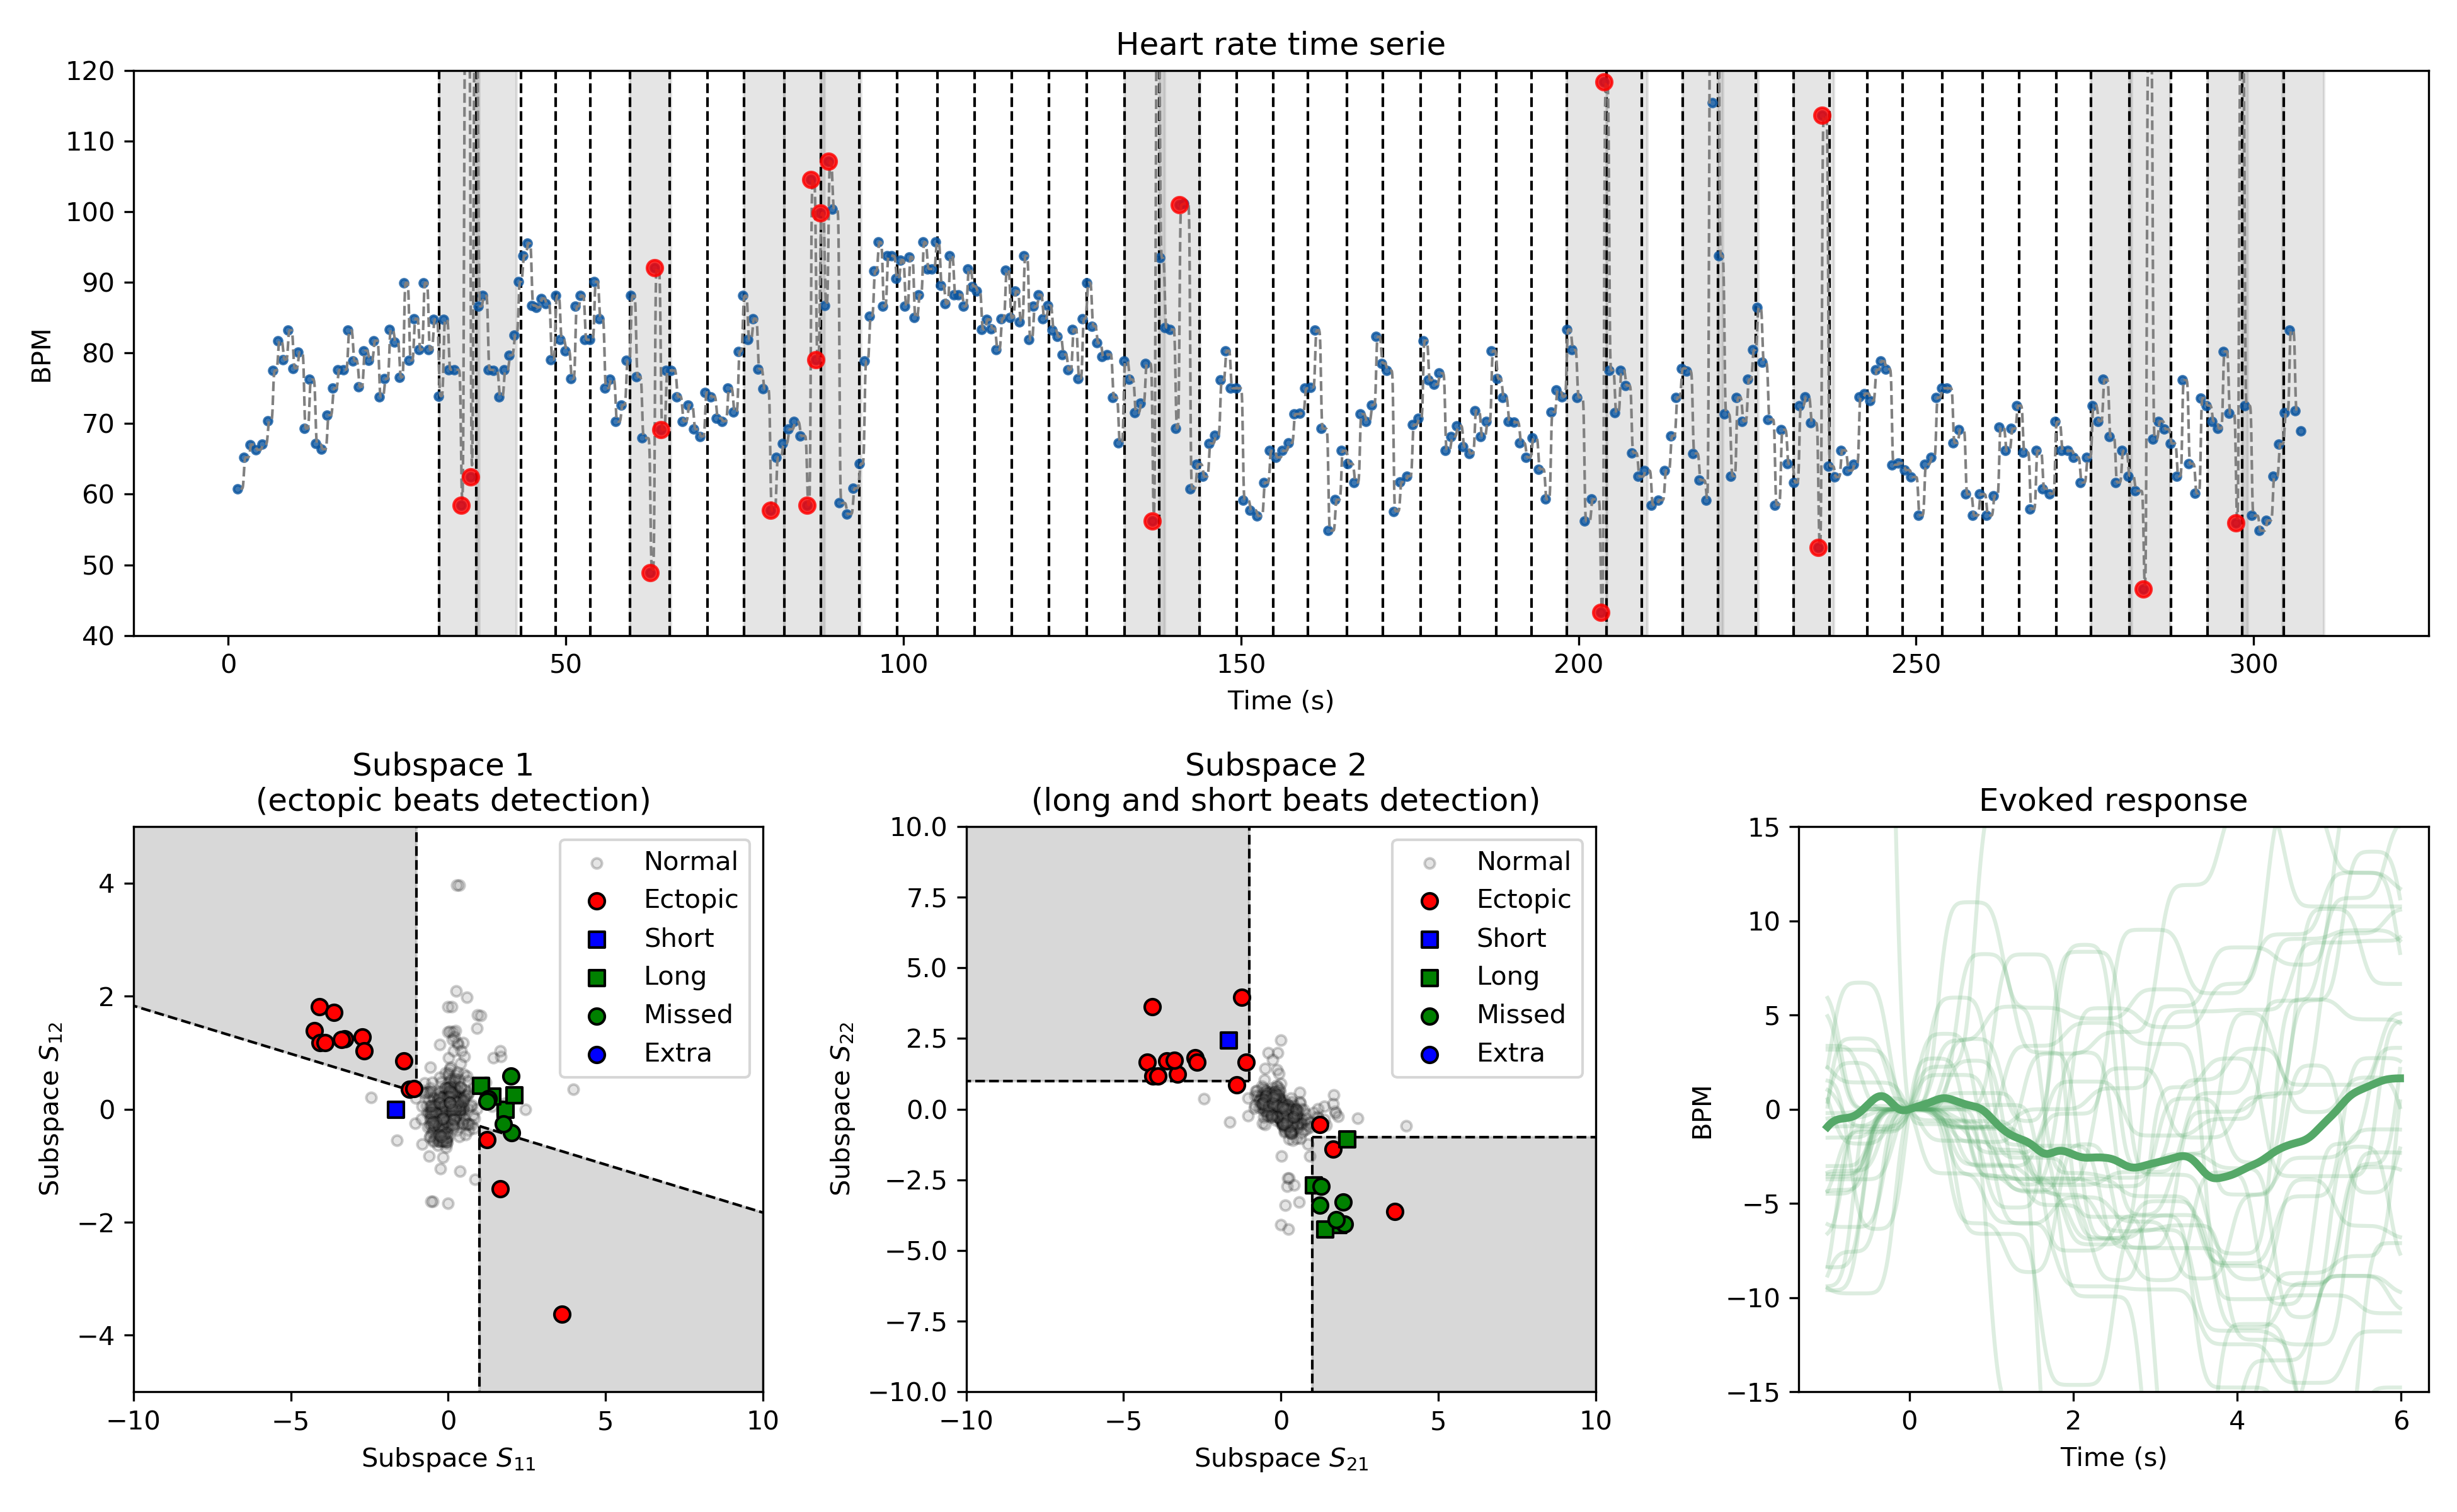 Heart rate time serie
120
110
100
90
80
70
60
50
40
BPM
0 50 100 150 200 250 300
Time (s)
Subspace 1
(ectopic beats detection)
4
2
0
−2
−4
Subspace S12
−10 −5 0 5 10
Subspace S11
Normal
Ectopic
Short
Long
Missed
Extra
Subspace 2
(long and short beats detection)
10.0
7.5
5.0
2.5
0.0
−2.5
−5.0
−7.5
−10.0
Subspace S22
−10 −5 0 5 10
Subspace S21
Normal
Ectopic
Short
Long
Missed
Extra
Evoked response
15
10
5
0
−5
−10
−15
BPM
0 2 4 6
Time (s)